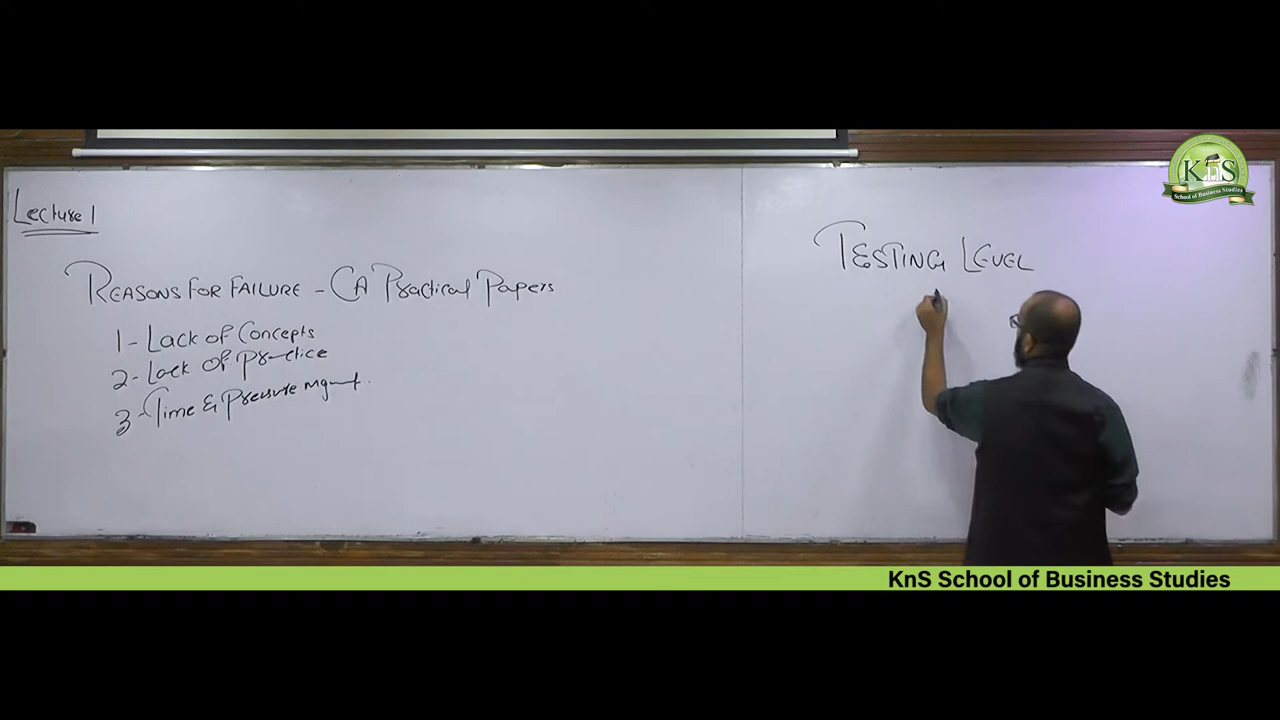 Lecture 1
REASONS FOR FAILURE - CA Practical Papers
1- Lack of Concepts
2- Lack of Practice
3- Time & Pressure mgmt.
TESTING LEVEL
KnS
School of Business Studies
KnS School of Business Studies